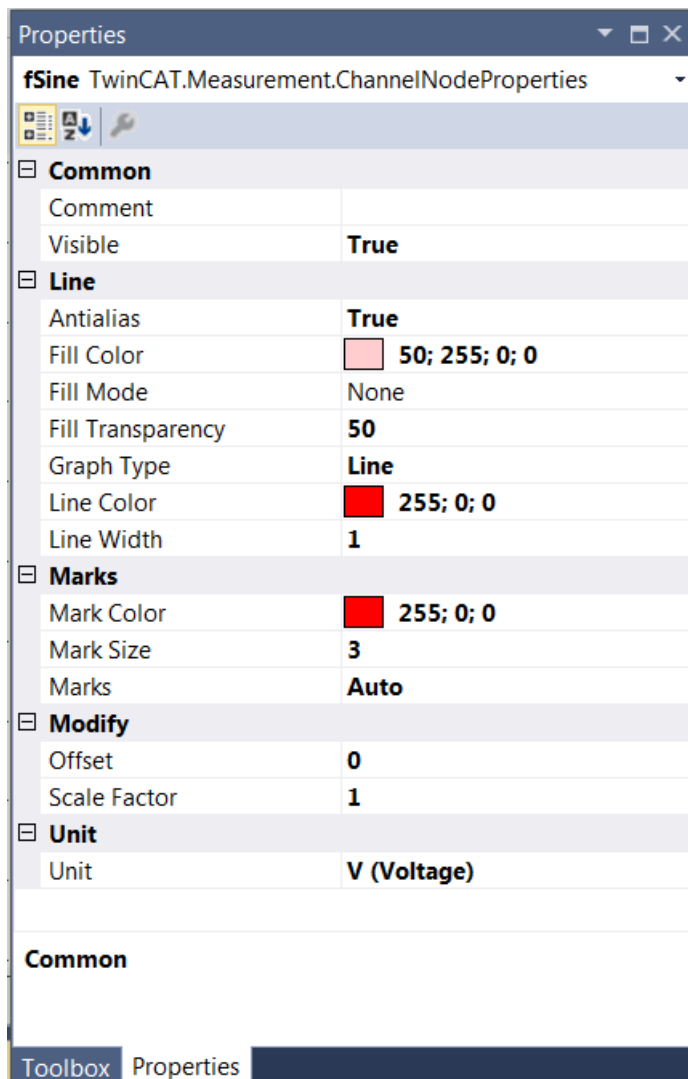 Properties
fSine TwinCAT.Measurement.ChannelNodeProperties
Common
Comment
Visible True
Line
Antialias True
Fill Color 50; 255; 0; 0
Fill Mode None
Fill Transparency 50
Graph Type Line
Line Color 255; 0; 0
Line Width 1
Marks
Mark Color 255; 0; 0
Mark Size 3
Marks Auto
Modify
Offset 0
Scale Factor 1
Unit
Unit V (Voltage)
Common
Toolbox Properties